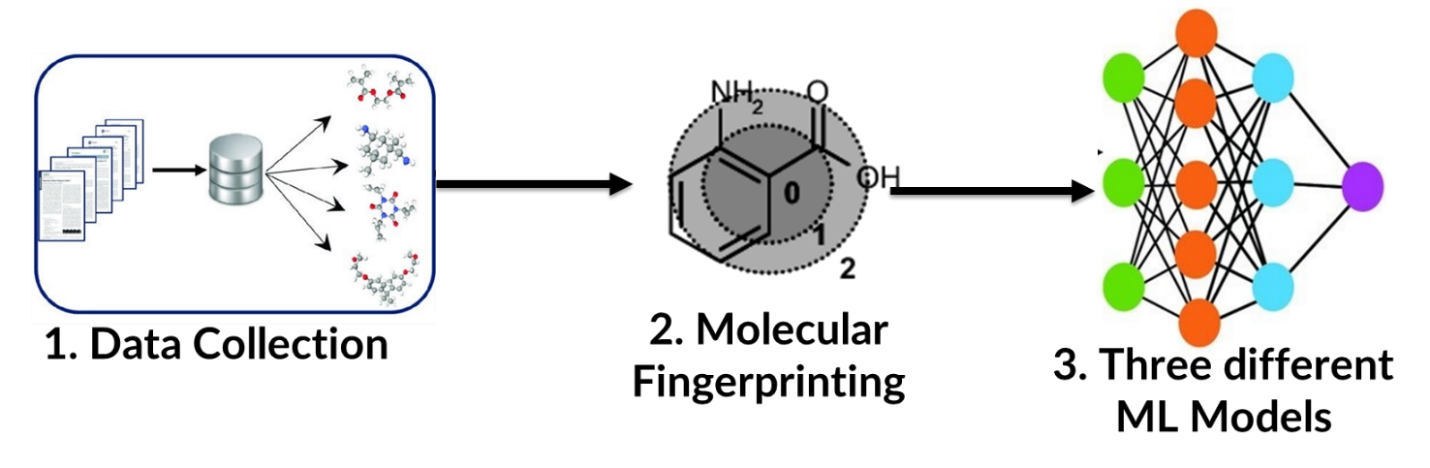 NH2
O
OH
0
1
2
1. Data Collection
2. Molecular
Fingerprinting
3. Three different
ML Models